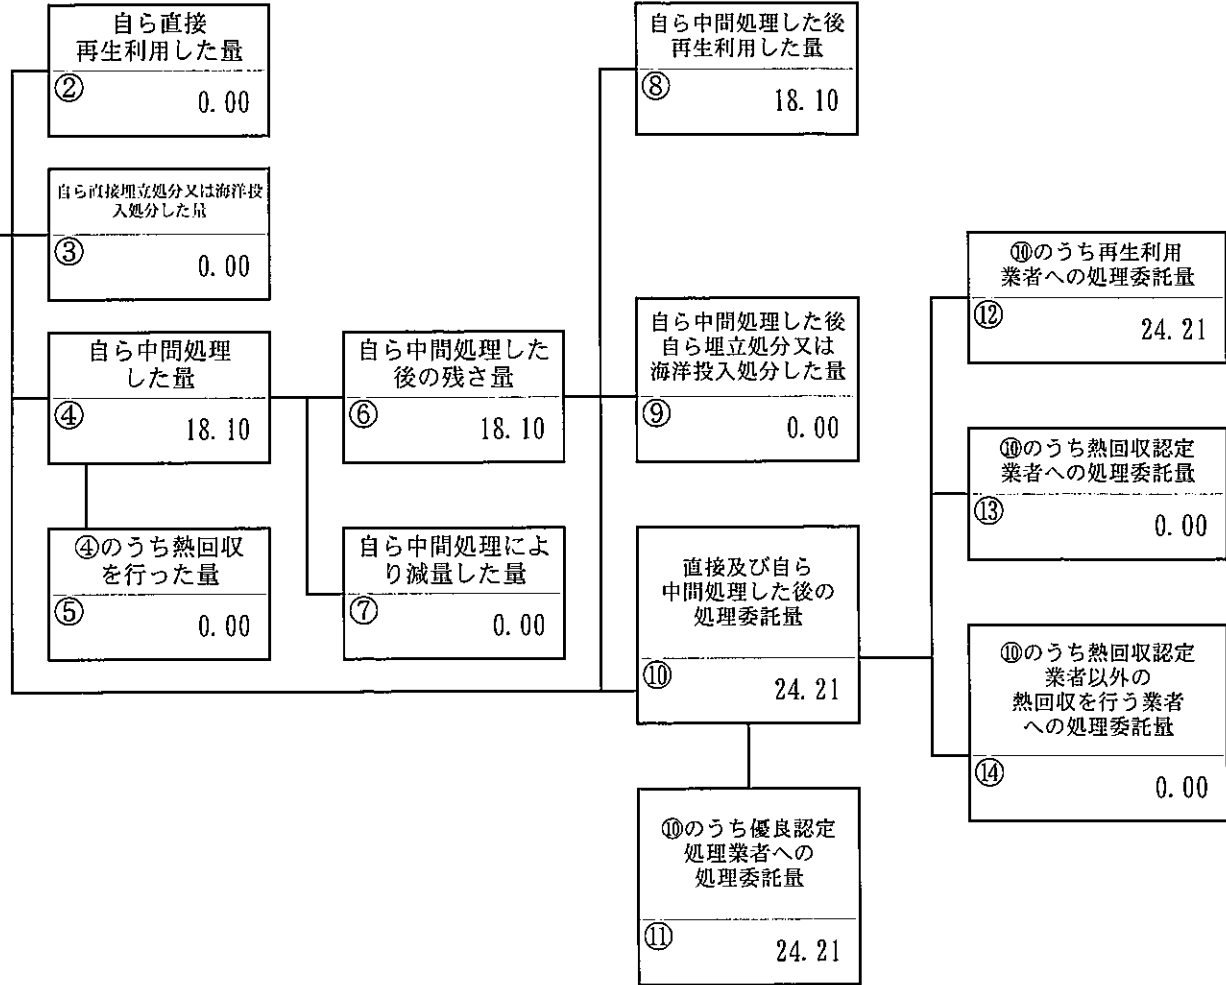 自ら直接
再生利用した量
②
0.00
自ら直接埋立処分又は海洋投
入処分した量
③
0.00
自ら中間処理
した量
④
18.10
④のうち熱回収
を行った量
⑤
0.00
自ら中間処理した
後の残さ量
⑥
18.10
自ら中間処理によ
り減量した量
⑦
0.00
自ら中間処理した後
再生利用した量
⑧
18.10
自ら中間処理した後
自ら埋立処分又は
海洋投入処分した量
⑨
0.00
直接及び自ら
中間処理した後の
処理委託量
⑩
24.21
⑩のうち優良認定
処理業者への
処理委託量
⑪
24.21
⑩のうち再生利用
業者への処理委託量
⑫
24.21
⑩のうち熱回収認定
業者への処理委託量
⑬
0.00
⑩のうち熱回収認定
業者以外の
熱回収を行う業者
への処理委託量
⑭
0.00